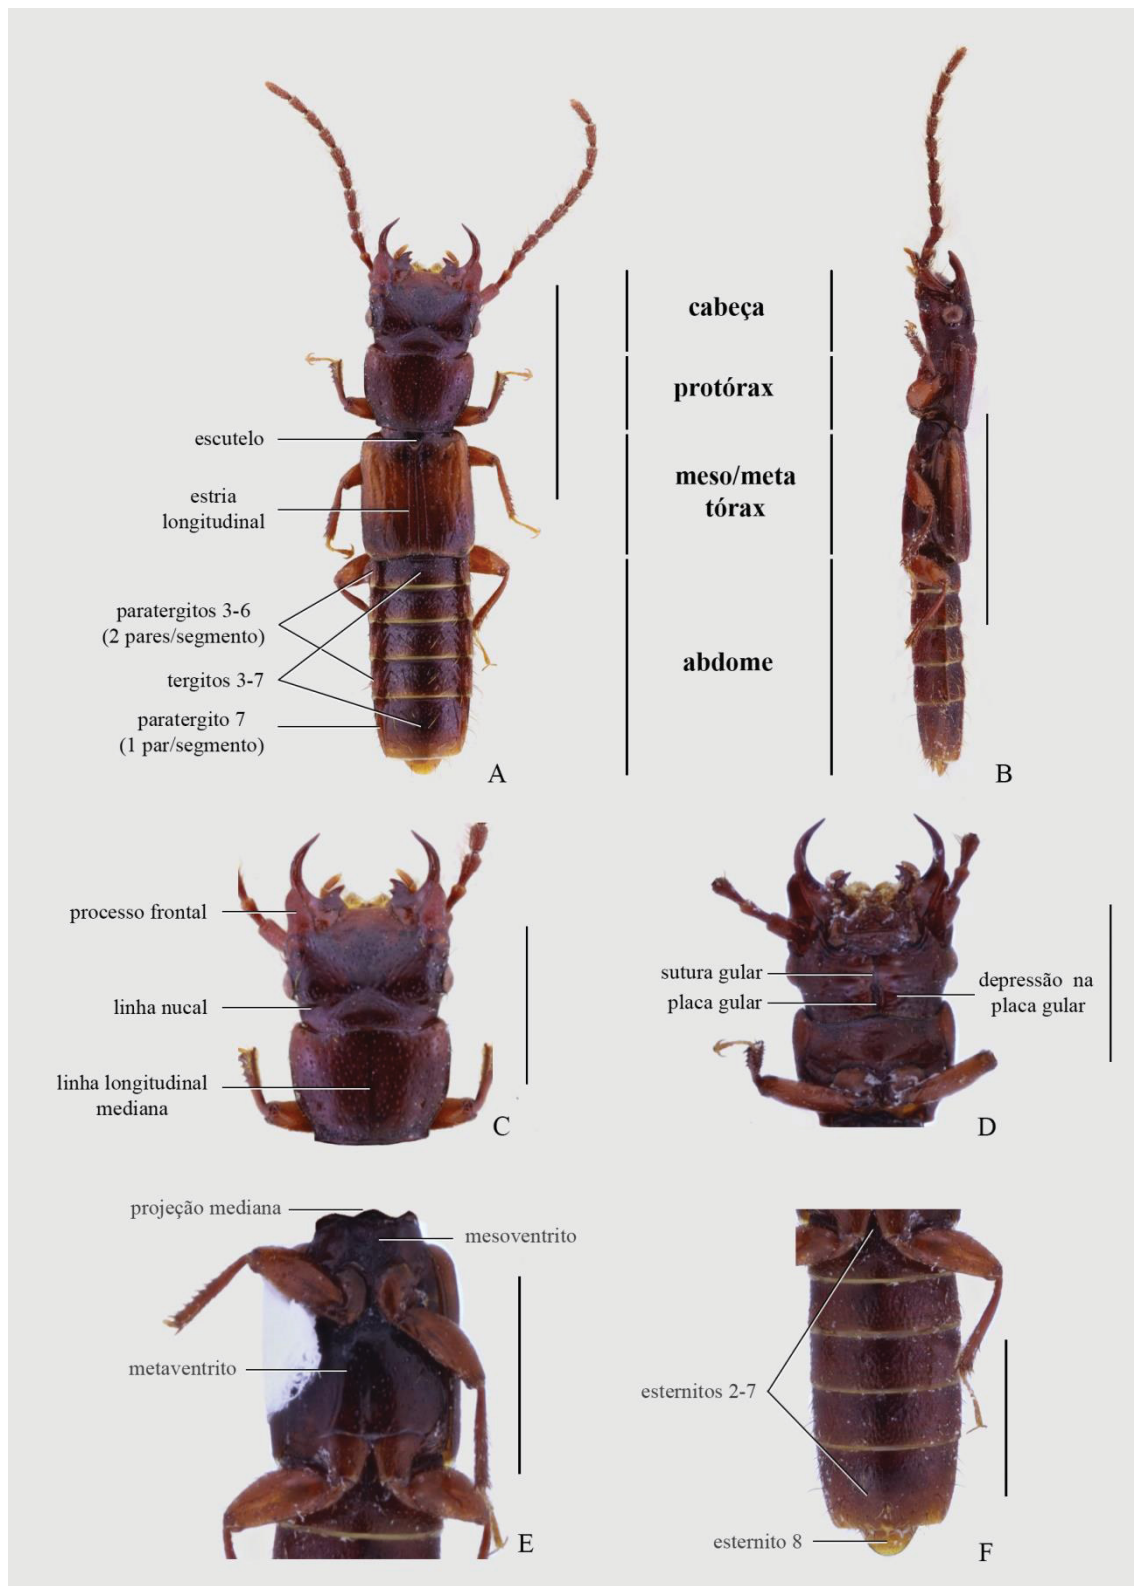 cabeça
protórax
escutelo
meso/meta
tórax
estria
longitudinal
paratergitos 3-6
(2 pares/segmento)
abdome
tergitos 3-7
paratergito 7
(1 par/segmento)
A
B
processo frontal
linha nucal
linha longitudinal
mediana
C
sutura gular
placa gular
depressão na
placa gular
D
projeção mediana
mesoventrito
metaventrito
E
esternitos 2-7
esternito 8
F